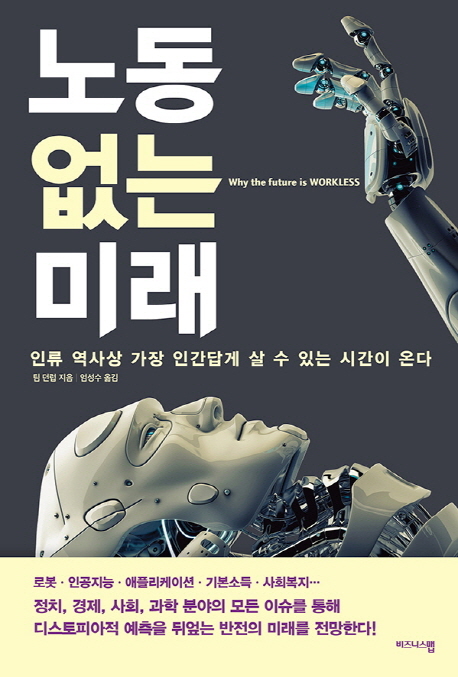 노동
없는
Why the future is WORKLESS
미래
인류 역사상 가장 인간답게 살 수 있는 시간이 온다
팀 던럽 지음 | 엄성수 옮김
로봇 · 인공지능 · 애플리케이션 · 기본소득 · 사회복지…
정치, 경제, 사회, 과학 분야의 모든 이슈를 통해
디스토피아적 예측을 뒤엎는 반전의 미래를 전망한다!
비즈니스맵